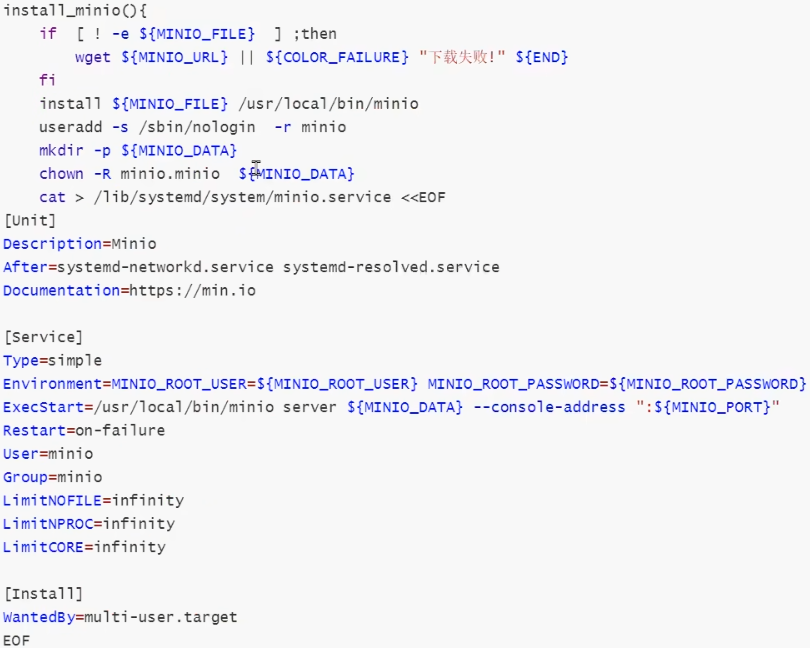 install_minio(){
    if  [ ! -e ${MINIO_FILE}  ] ;then
        wget ${MINIO_URL} || ${COLOR_FAILURE} "下载失败!" ${END}
    fi
    install ${MINIO_FILE} /usr/local/bin/minio
    useradd -s /sbin/nologin  -r minio
    mkdir -p ${MINIO_DATA}
    chown -R minio.minio  ${MINIO_DATA}
    cat > /lib/systemd/system/minio.service <<EOF
[Unit]
Description=Minio
After=systemd-networkd.service systemd-resolved.service
Documentation=https://min.io

[Service]
Type=simple
Environment=MINIO_ROOT_USER=${MINIO_ROOT_USER} MINIO_ROOT_PASSWORD=${MINIO_ROOT_PASSWORD}
ExecStart=/usr/local/bin/minio server ${MINIO_DATA} --console-address ":${MINIO_PORT}"
Restart=on-failure
User=minio
Group=minio
LimitNOFILE=infinity
LimitNPROC=infinity
LimitCORE=infinity

[Install]
WantedBy=multi-user.target
EOF